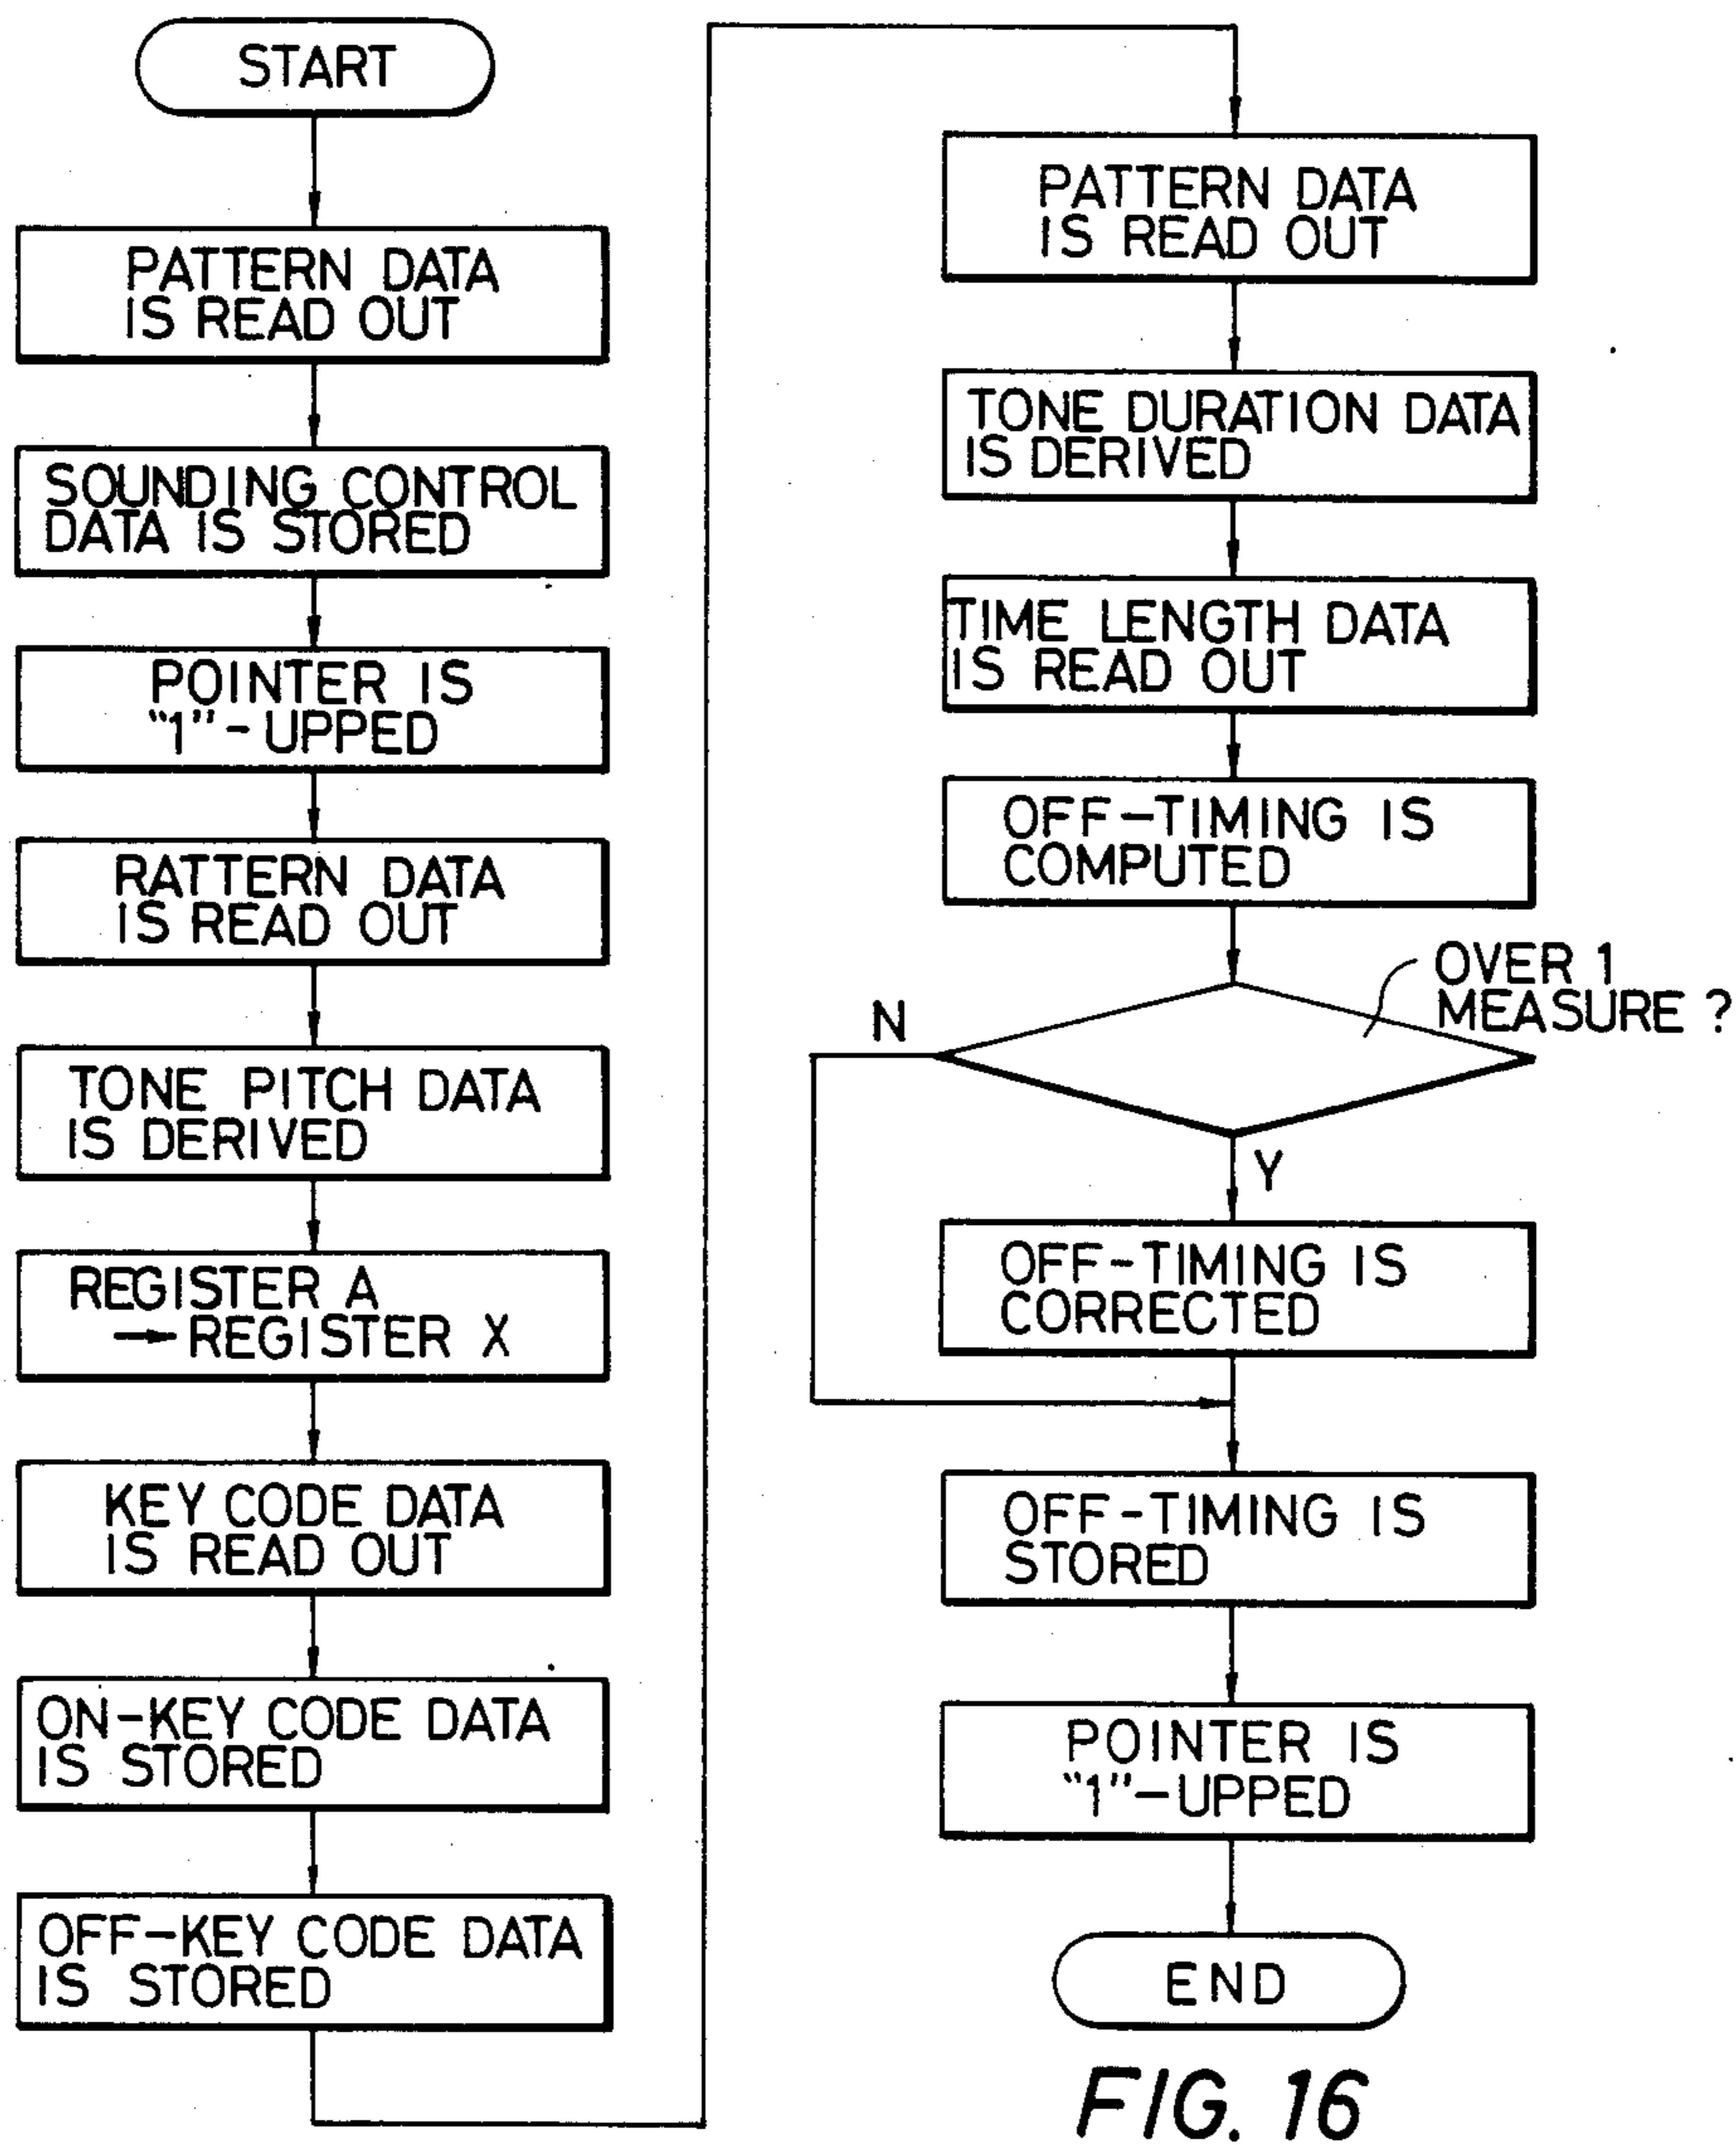 START
PATTERN DATA
IS READ OUT
SOUNDING CONTROL
DATA IS STORED
POINTER IS
"1"-UPPED
RATTERN DATA
IS READ OUT
TONE PITCH DATA
IS DERIVED
REGISTER A
→ REGISTER X
KEY CODE DATA
IS READ OUT
ON-KEY CODE DATA
IS STORED
OFF-KEY CODE DATA
IS STORED
PATTERN DATA
IS READ OUT
TONE DURATION DATA
IS DERIVED
TIME LENGTH DATA
IS READ OUT
OFF-TIMING IS
COMPUTED
OVER 1
MEASURE ?
N
Y
OFF-TIMING IS
CORRECTED
OFF-TIMING IS
STORED
POINTER IS
"1"-UPPED
END
FIG. 16